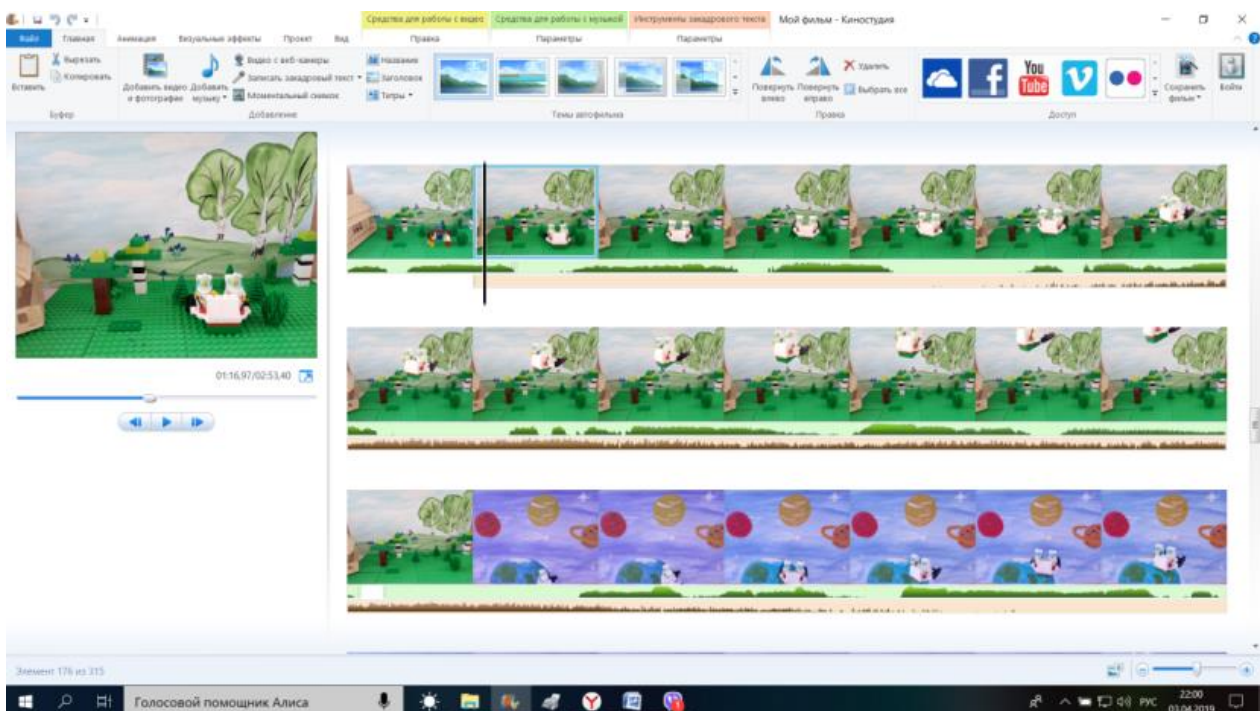 Средства для работы с видео Средства для работы с музыкой Инструменты закадрового текста Мой фильм - Киностудия
Файл Главная Анимация Визуальные эффекты Проект Вид Правка Параметры Параметры
Вставить
Вырезать
Копировать
Буфер
Добавить видео и фотографии
Добавить музыку
Видео с веб-камеры
Записать закадровый текст
Моментальный снимок
Название
Заголовок
Титры
Добавление
Темы автофильма
Повернуть влево
Повернуть вправо
Удалить
Выбрать все
Правка
f
You Tube
Доступ
Сохранить фильм
Войти
01:16,97/02:53,40
Элемент 176 из 315
Голосовой помощник Алиса
РУС
22:00
03.04.2019